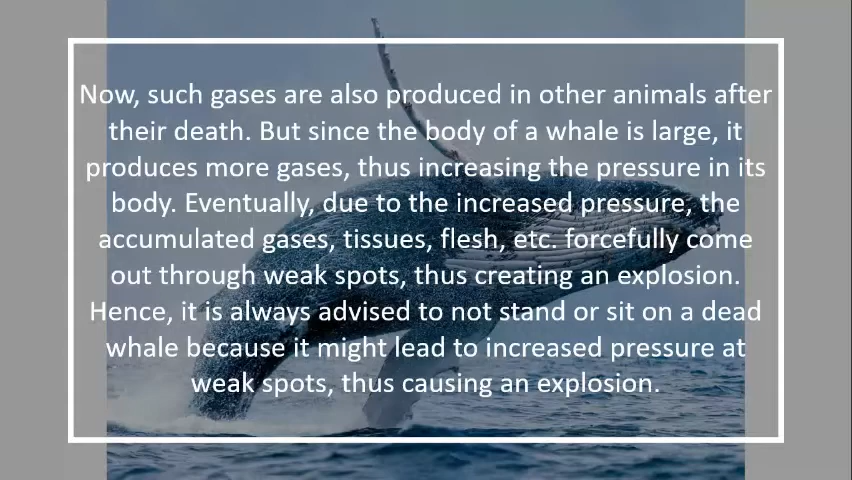 Now, such gases are also produced in other animals after
their death. But since the body of a whale is large, it
produces more gases, thus increasing the pressure in its
body. Eventually, due to the increased pressure, the
accumulated gases, tissues, flesh, etc. forcefully come
out through weak spots, thus creating an explosion.
Hence, it is always advised to not stand or sit on a dead
whale because it might lead to increased pressure at
weak spots, thus causing an explosion.